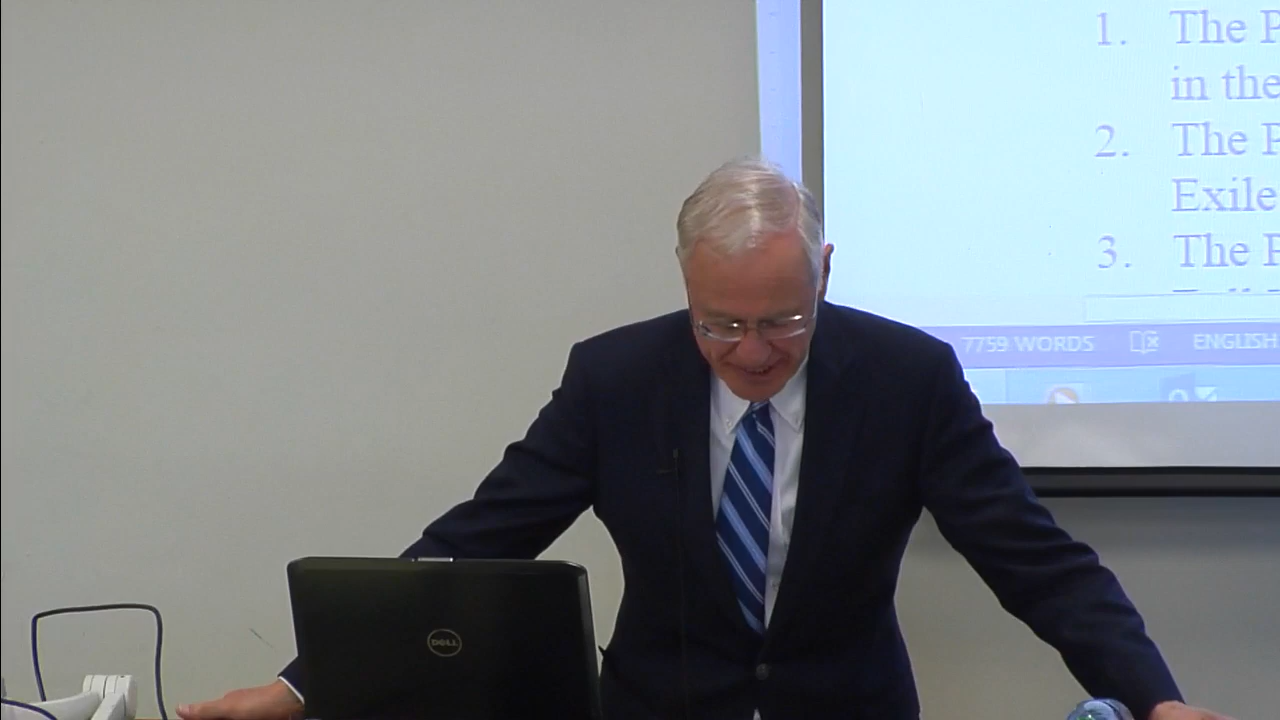 1. The P
in the
2. The P
Exile
3. The P
7759 WORDS ENGLISH
DELL